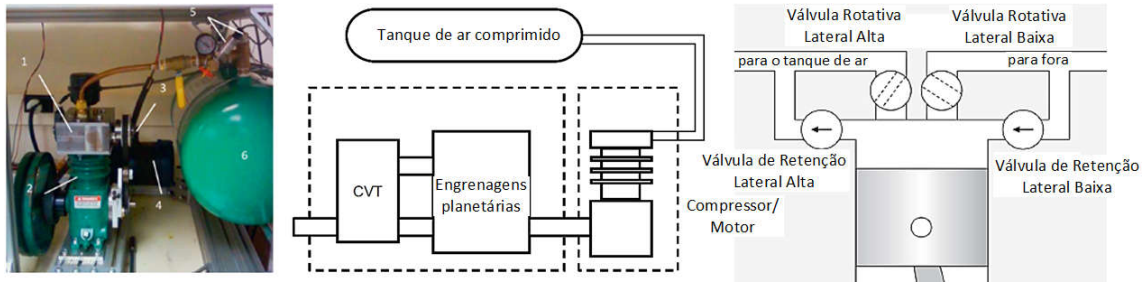 1
2
3
4
5
6
Tanque de ar comprimido
CVT
Engrenagens
planetárias
Compressor/
Motor
Válvula Rotativa
Lateral Alta
Válvula Rotativa
Lateral Baixa
para o tanque de ar
para fora
Válvula de Retenção
Lateral Alta
Válvula de Retenção
Lateral Baixa